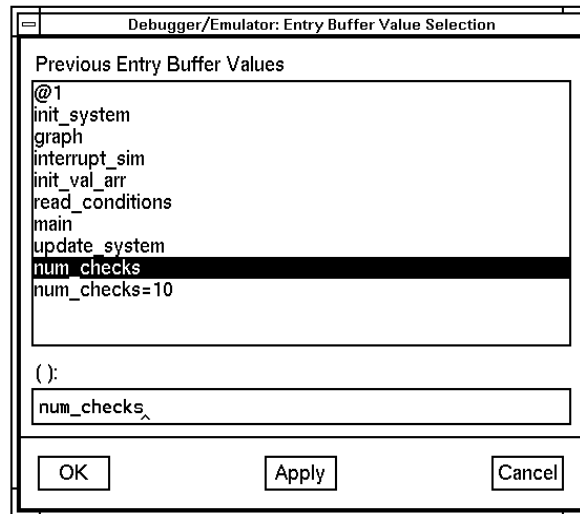 Debugger/Emulator: Entry Buffer Value Selection
Previous Entry Buffer Values
@1
init_system
graph
interrupt_sim
init_val_arr
read_conditions
main
update_system
num_checks
num_checks=10
( ):
num_checks
OK Apply Cancel